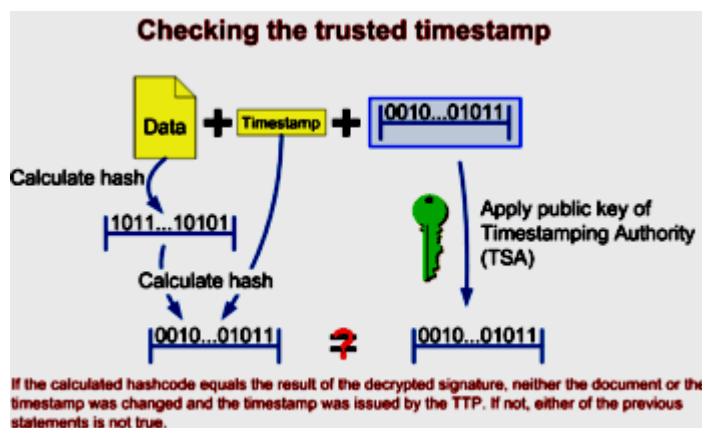 Checking the trusted timestamp
Data + Timestamp + 0010...01011
Calculate hash
1011...10101
Apply public key of
Timestamping Authority
(TSA)
Calculate hash
0010...01011 = ? 0010...01011
If the calculated hashcode equals the result of the decrypted signature, neither the document or the
timestamp was changed and the timestamp was issued by the TTP. If not, either of the previous
statements is not true.